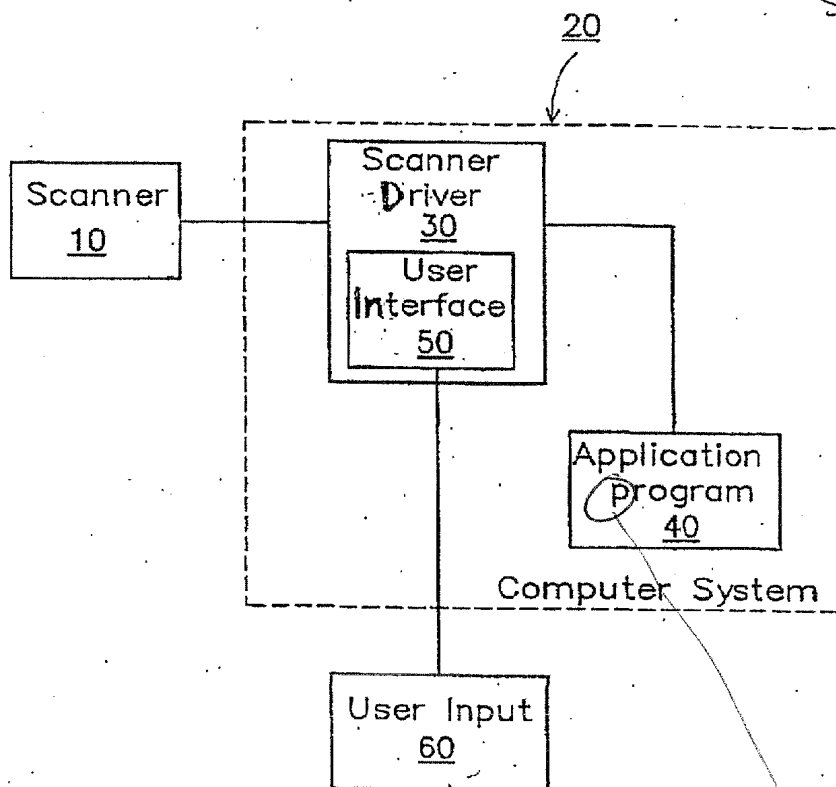 20
Scanner
10
Scanner
Driver
30
User
Interface
50
Application
program
40
Computer System
User Input
60